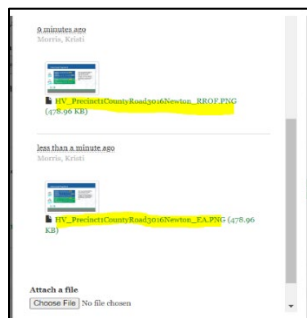 9 minutes ago
Morris, Kristi
HV_Precinct1CountyRoad3016Newton_RROF.PNG
(478.96 KB)
less than a minute ago
Morris, Kristi
HV_Precinct1CountyRoad3016Newton_EA.PNG (478.96
KB)
Attach a file
Choose File No file chosen